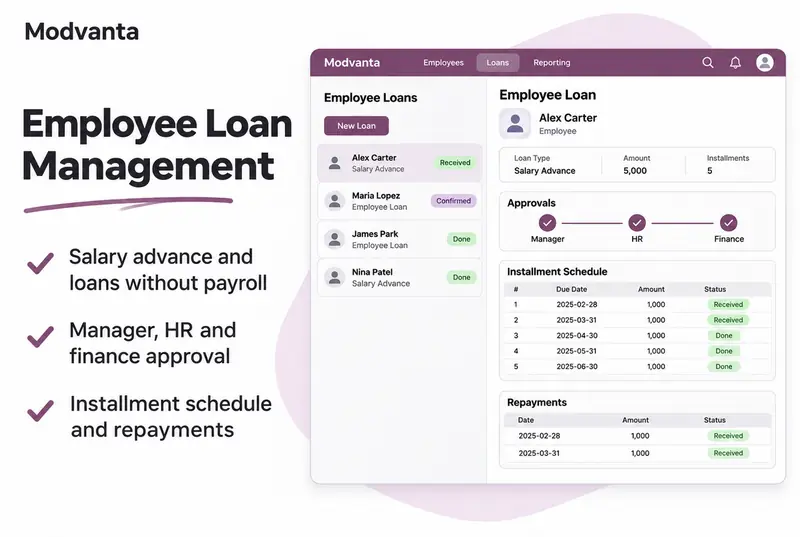 Modvanta
Employee Loan
Management
Salary advance and
loans without payroll
Manager, HR and
finance approval
Installment schedule
and repayments
Modvanta Employees Loans Reporting
Employee Loans
New Loan
Alex Carter
Salary Advance
Received
Maria Lopez
Employee Loan
Confirmed
James Park
Employee Loan
Done
Nina Patel
Salary Advance
Done
Employee Loan
Alex Carter
Employee
Loan Type Amount Installments
Salary Advance 5,000 5
Approvals
Manager HR Finance
Installment Schedule
# Due Date Amount Status
1 2025-02-28 1,000 Received
2 2025-03-31 1,000 Received
3 2025-04-30 1,000 Done
4 2025-05-31 1,000 Done
5 2025-06-30 1,000 Done
Repayments
Date Amount Status
2025-02-28 1,000 Received
2025-03-31 1,000 Received